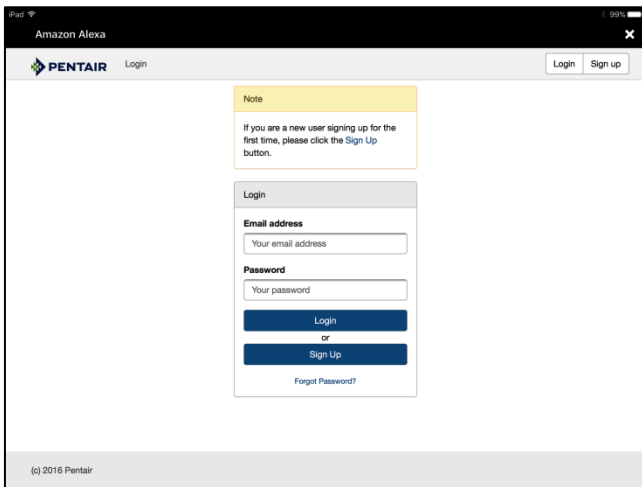 iPad 99%
Amazon Alexa
PENTAIR Login Login Sign up
Note
If you are a new user signing up for the
first time, please click the Sign Up
button.
Login
Email address
Your email address
Password
Your password
Login
or
Sign Up
Forgot Password?
(c) 2016 Pentair